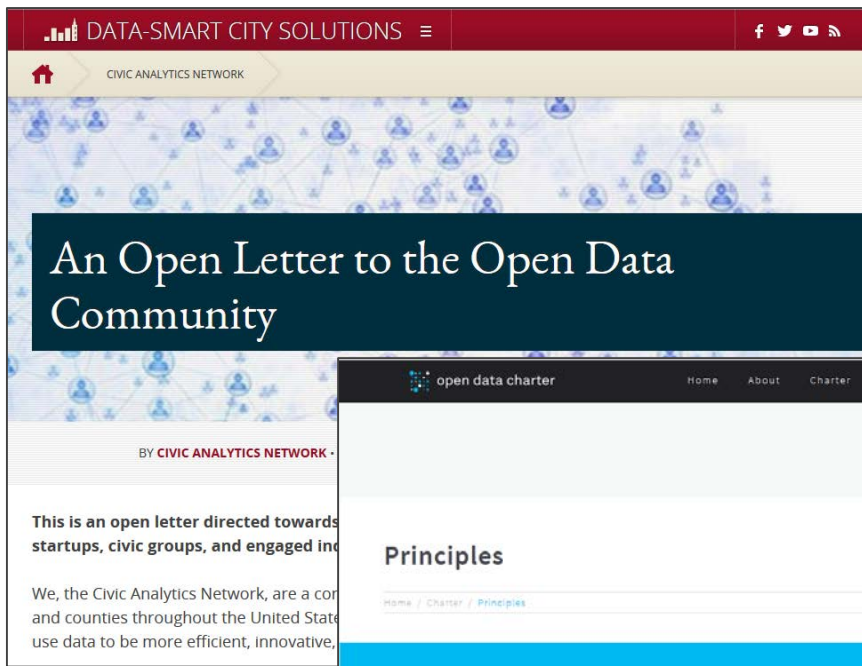 DATA-SMART CITY SOLUTIONS
CIVIC ANALYTICS NETWORK
An Open Letter to the Open Data
Community
open data charter
Home About Charter
BY CIVIC ANALYTICS NETWORK •
This is an open letter directed towards
startups, civic groups, and engaged
Principles
Home / Charter / Principles
We, the Civic Analytics Network, are a
and counties throughout the United
use data to be more efficient, innovative,